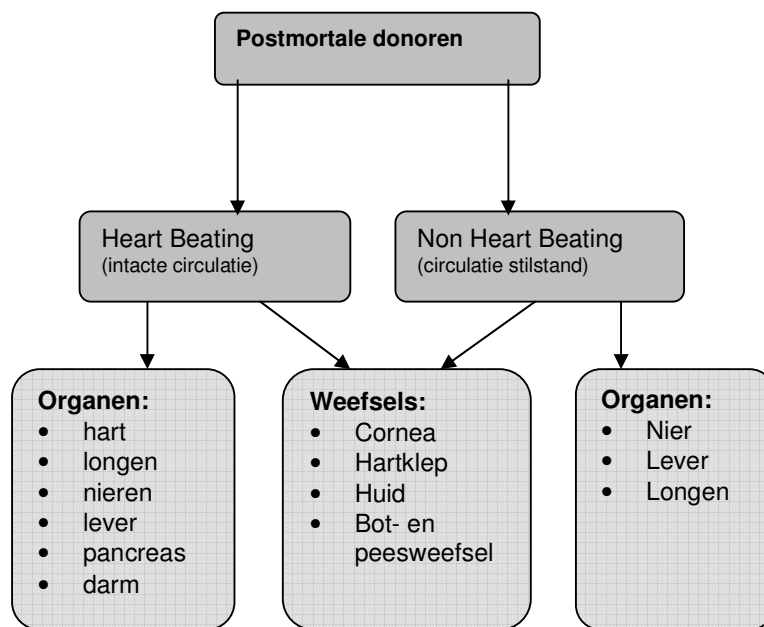 Postmortale donoren
Heart Beating
(intacte circulatie)
Non Heart Beating
(circulatie stilstand)
Organen:
• hart
• longen
• nieren
• lever
• pancreas
• darm
Weefsels:
• Cornea
• Hartklep
• Huid
• Bot- en
peesweefsel
Organen:
• Nier
• Lever
• Longen